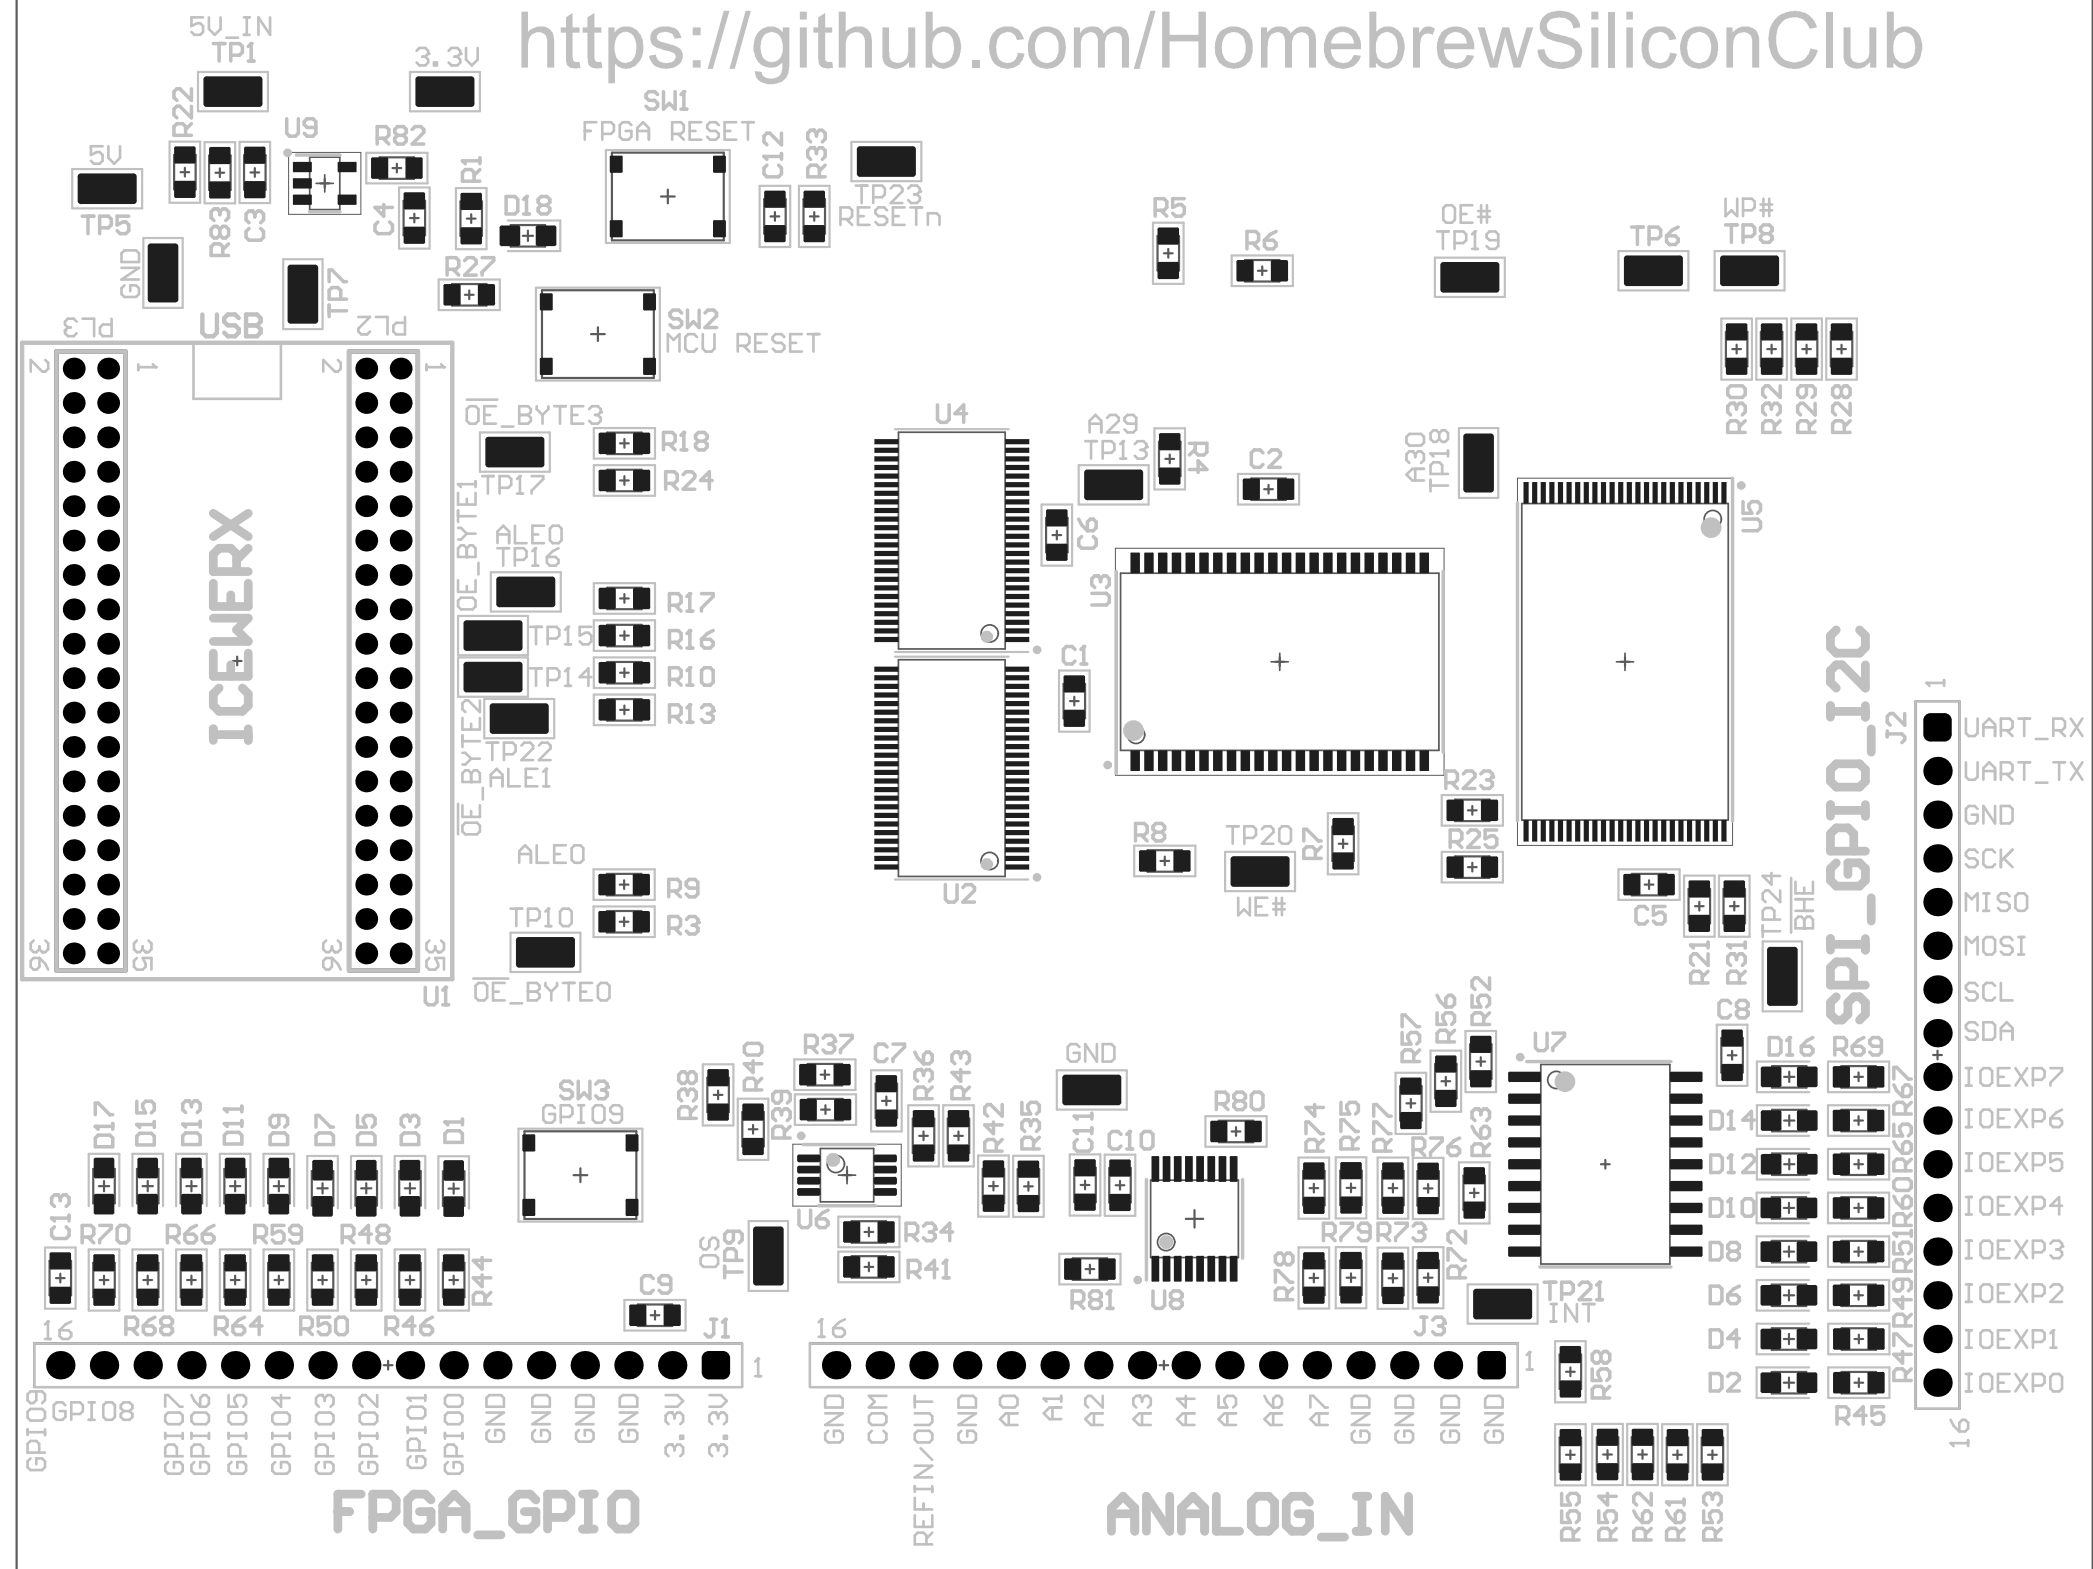 https://github.com/HomebrewSiliconClub
5V_IN
TP1
3.3V
R22
U9
R82
R1
SW1
FPGA RESET
C12
R33
5V
TP5
R83
C3
C4
D18
TP23
RESETn
GND
TP7
R27
SW2
MCU RESET
R5
R6
OE#
TP19
TP6
WP#
TP8
R30
R32
R29
R28
PL3
USB
PL2
2
1
2
1
ICEWERX
36
35
36
35
U1
OE_BYTE3
TP17
R18
R24
OE_BYTE1
ALE0
TP16
R17
TP15
R16
TP14
R10
R13
OE_BYTE2
TP22
ALE1
ALE0
R9
TP10
R3
OE_BYTE0
U4
A29
TP13
R4
C2
A30
TP18
U5
C6
U3
C1
U2
R8
TP20
WE#
R7
R23
R25
C5
R21
R31
TP24
BHE
SPI_GPIO_I2C
1
J2
UART_RX
UART_TX
GND
SCK
MISO
MOSI
SCL
SDA
IOEXP7
IOEXP6
IOEXP5
IOEXP4
IOEXP3
IOEXP2
IOEXP1
IOEXP0
16
C8
D16
R69
R67
D14
R65
D12
R60
D10
R51
D8
R49
D6
R47
D4
D2
R45
SW3
GPIO9
R38
R40
R37
R39
C7
R36
R43
R42
R35
GND
C11
C10
R80
R57
R56
R52
U7
R74
R75
R77
R76
R63
D17
D15
D13
D11
D9
D7
D5
D3
D1
C13
R70
R66
R59
R48
R44
R68
R64
R50
R46
C9
OS
TP9
U6
R34
R41
R81
U8
R78
R79
R73
R72
TP21
INT
16
J1
1
16
J3
1
GPIO9
GPIO8
GPIO7
GPIO6
GPIO5
GPIO4
GPIO3
GPIO2
GPIO1
GPIO0
GND
GND
GND
GND
3.3V
3.3V
GND
COM
REFIN/OUT
GND
A0
A1
A2
A3
A4
A5
A6
A7
GND
GND
GND
GND
R58
R55
R54
R62
R61
R53
FPGA_GPIO
ANALOG_IN